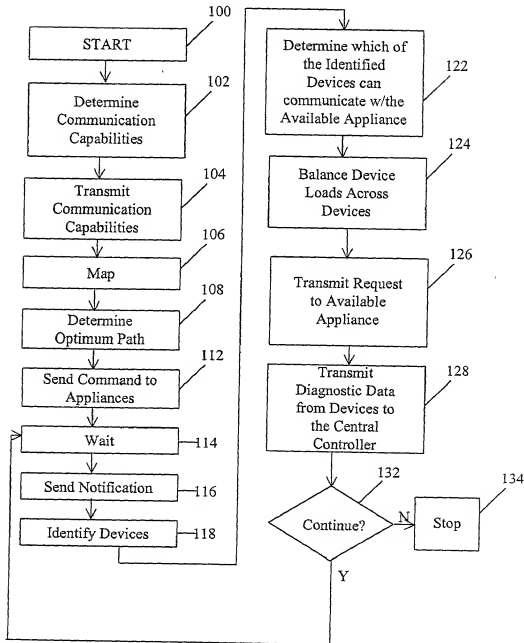 100
START
102
Determine
Communication
Capabilities
104
Transmit
Communication
Capabilities
106
Map
108
Determine
Optimum Path
112
Send Command to
Appliances
Wait
114
Send Notification
116
Identify Devices
118
Determine which of
the Identified
Devices can
communicate w/the
Available Appliance
122
124
Balance Device
Loads Across
Devices
126
Transmit Request
to Available
Appliance
128
Transmit
Diagnostic Data
from Devices to
the Central
Controller
132
134
Continue?
N
Stop
Y